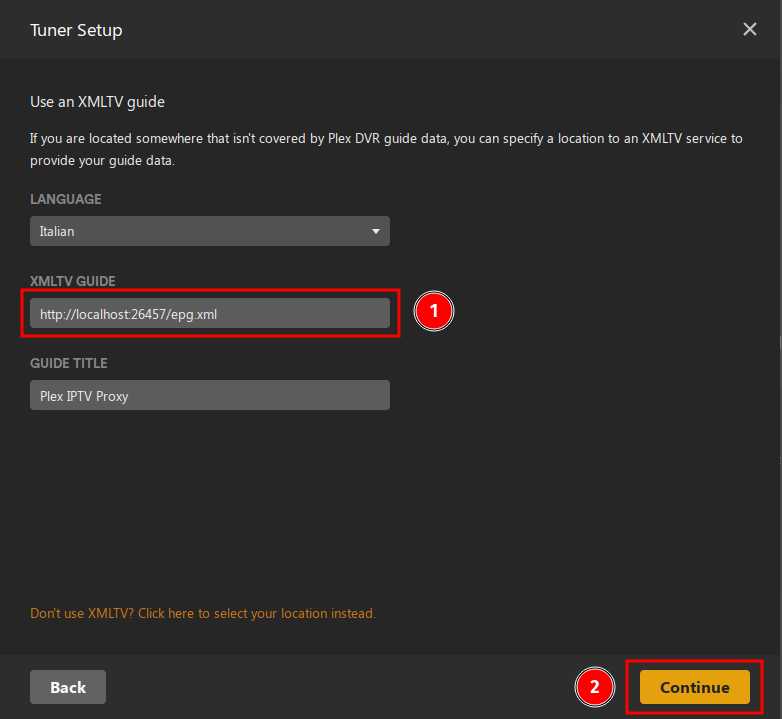 Tuner Setup
Use an XMLTV guide
If you are located somewhere that isn't covered by Plex DVR guide data, you can specify a location to an XMLTV service to
provide your guide data.
LANGUAGE
Italian
XMLTV GUIDE
http://localhost:26457/epg.xml
1
GUIDE TITLE
Plex IPTV Proxy
Don't use XMLTV? Click here to select your location instead.
Back
2
Continue